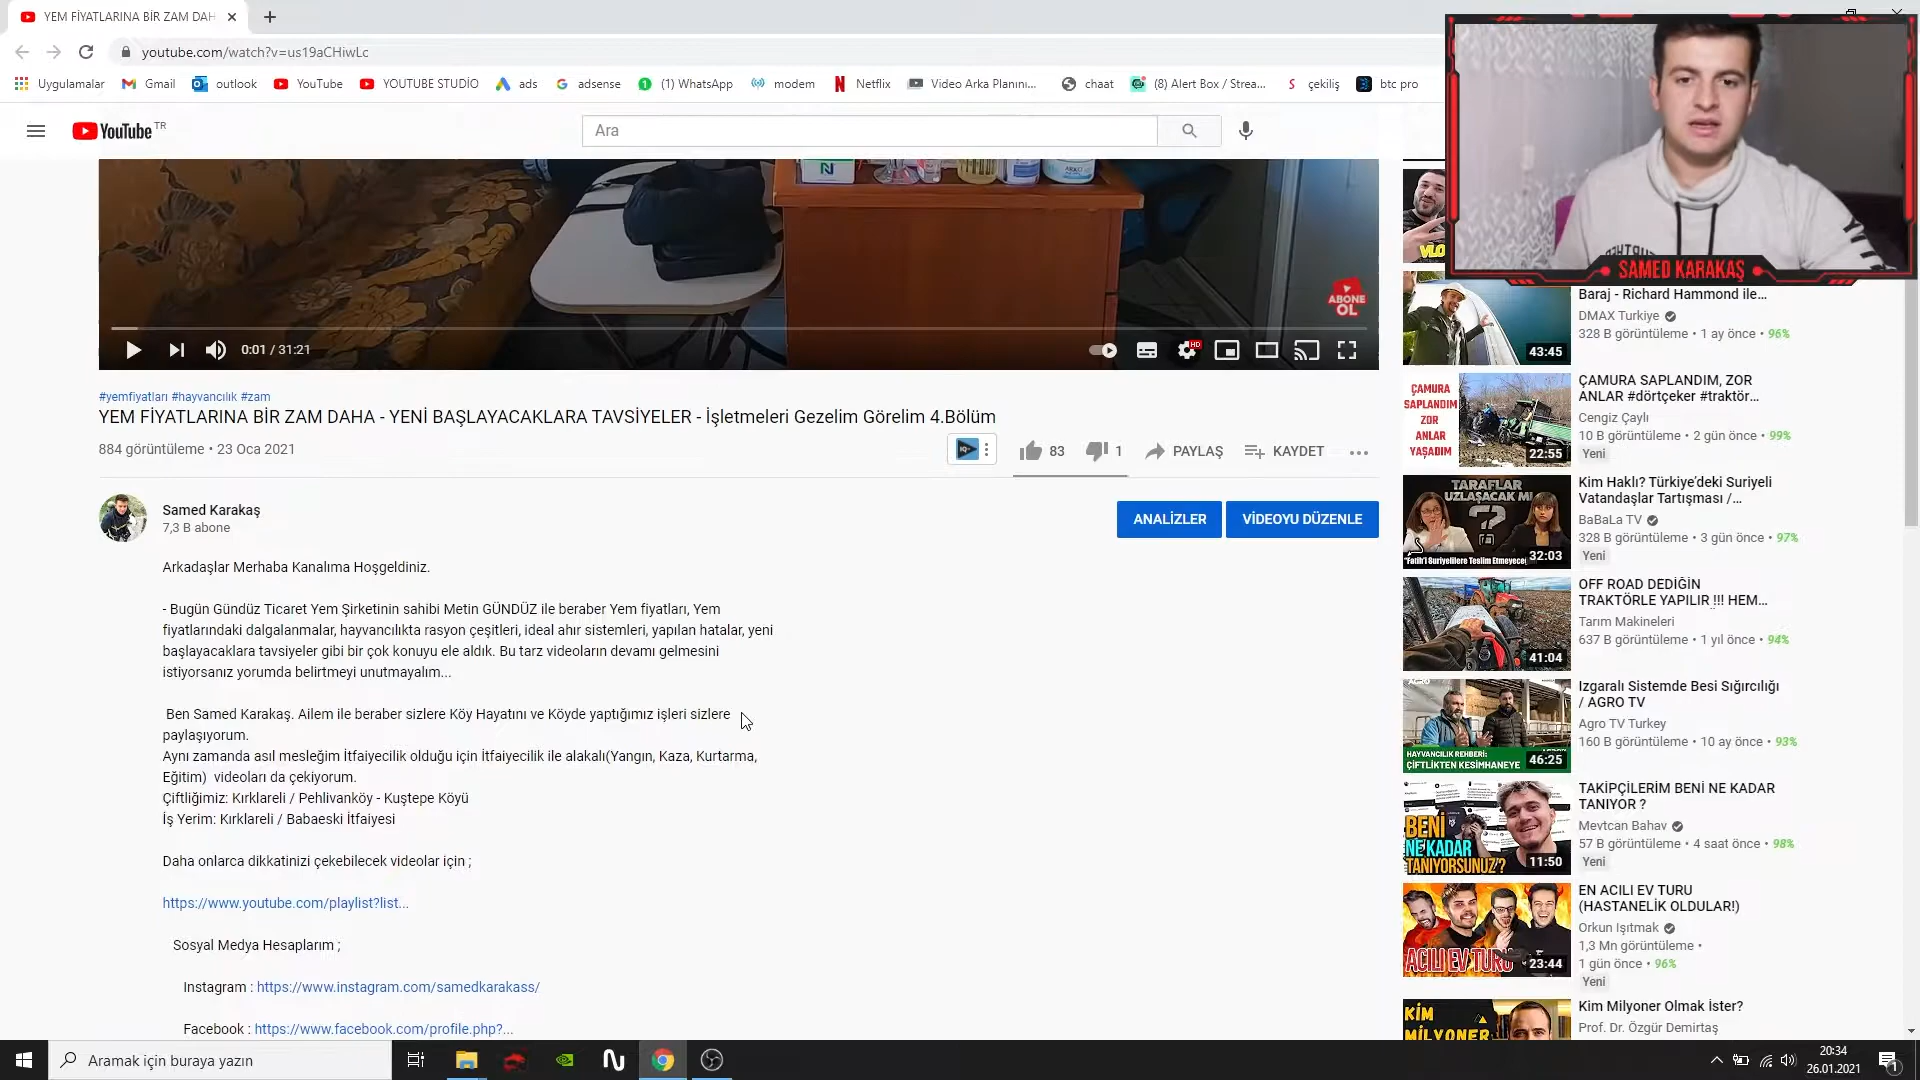 YEM FİYATLARINA BİR ZAM DAH
youtube.com/watch?v=us19aCHiwLc
Uygulamalar
Gmail
outlook
YouTube
YOUTUBE STUDİO
ads
adsense
(1) WhatsApp
modem
Netflix
Video Arka Planını...
chaat
(8) Alert Box / Strea...
çekiliş
btc pro
YouTube TR
Ara
SAMED KARAKAŞ
ABONE
OL
0:01 / 31:21
HD
#yemfiyatları #hayvancılık #zam
YEM FİYATLARINA BİR ZAM DAHA - YENİ BAŞLAYACAKLARA TAVSİYELER - İşletmeleri Gezelim Görelim 4.Bölüm
884 görüntüleme • 23 Oca 2021
83
1
PAYLAŞ
KAYDET
Samed Karakaş
7,3 B abone
ANALİZLER
VİDEOYU DÜZENLE
Arkadaşlar Merhaba Kanalıma Hoşgeldiniz.
- Bugün Gündüz Ticaret Yem Şirketinin sahibi Metin GÜNDÜZ ile beraber Yem fiyatları, Yem
fiyatlarındaki dalgalanmalar, hayvancılıkta rasyon çeşitleri, ideal ahır sistemleri, yapılan hatalar, yeni
başlayacaklara tavsiyeler gibi bir çok konuyu ele aldık. Bu tarz videoların devamı gelmesini
istiyorsanız yorumda belirtmeyi unutmayalım...
Ben Samed Karakaş. Ailem ile beraber sizlere Köy Hayatını ve Köyde yaptığımız işleri sizlere
paylaşıyorum.
Aynı zamanda asıl mesleğim İtfaiyecilik olduğu için İtfaiyecilik ile alakalı(Yangın, Kaza, Kurtarma,
Eğitim) videoları da çekiyorum.
Çiftliğimiz: Kırklareli / Pehlivanköy - Kuştepe Köyü
İş Yerim: Kırklareli / Babaeski İtfaiyesi
Daha onlarca dikkatinizi çekebilecek videolar için ;
https://www.youtube.com/playlist?list...
Sosyal Medya Hesaplarım ;
Instagram : https://www.instagram.com/samedkarakass/
Facebook : https://www.facebook.com/profile.php?...
Baraj - Richard Hammond ile...
DMAX Turkiye
328 B görüntüleme • 1 ay önce • 96%
43:45
ÇAMURA
SAPLANDIM
ZOR
ANLAR
YAŞADIM
22:55
ÇAMURA SAPLANDIM, ZOR
ANLAR #dörtçeker #traktör...
Cengiz Çaylı
10 B görüntüleme • 2 gün önce • 99%
Yeni
TARAFLAR
UZLAŞACAK MI
32:03
Kim Haklı? Türkiye'deki Suriyeli
Vatandaşlar Tartışması /...
BaBaLa TV
328 B görüntüleme • 3 gün önce • 97%
Yeni
41:04
OFF ROAD DEDİĞİN
TRAKTÖRLE YAPILIR !!! HEM...
Tarım Makineleri
637 B görüntüleme • 1 yıl önce • 94%
HAYVANCILIK REHBERİ:
ÇİFTLİKTEN KESİMHANEYE
46:25
Izgaralı Sistemde Besi Sığırcılığı
/ AGRO TV
Agro TV Turkey
160 B görüntüleme • 10 ay önce • 93%
BENİ
NE KADAR
TANIYORSUNUZ?
11:50
TAKİPÇİLERİM BENİ NE KADAR
TANIYOR ?
Mevtcan Bahav
57 B görüntüleme • 4 saat önce • 98%
Yeni
ACILI EV TURU
23:44
EN ACILI EV TURU
(HASTANELİK OLDULAR!)
Orkun Işıtmak
1,3 Mn görüntüleme •
1 gün önce • 96%
Yeni
KİM
MİLYONER
Kim Milyoner Olmak İster?
Prof. Dr. Özgür Demirtaş
Aramak için buraya yazın
20:34
26.01.2021
1